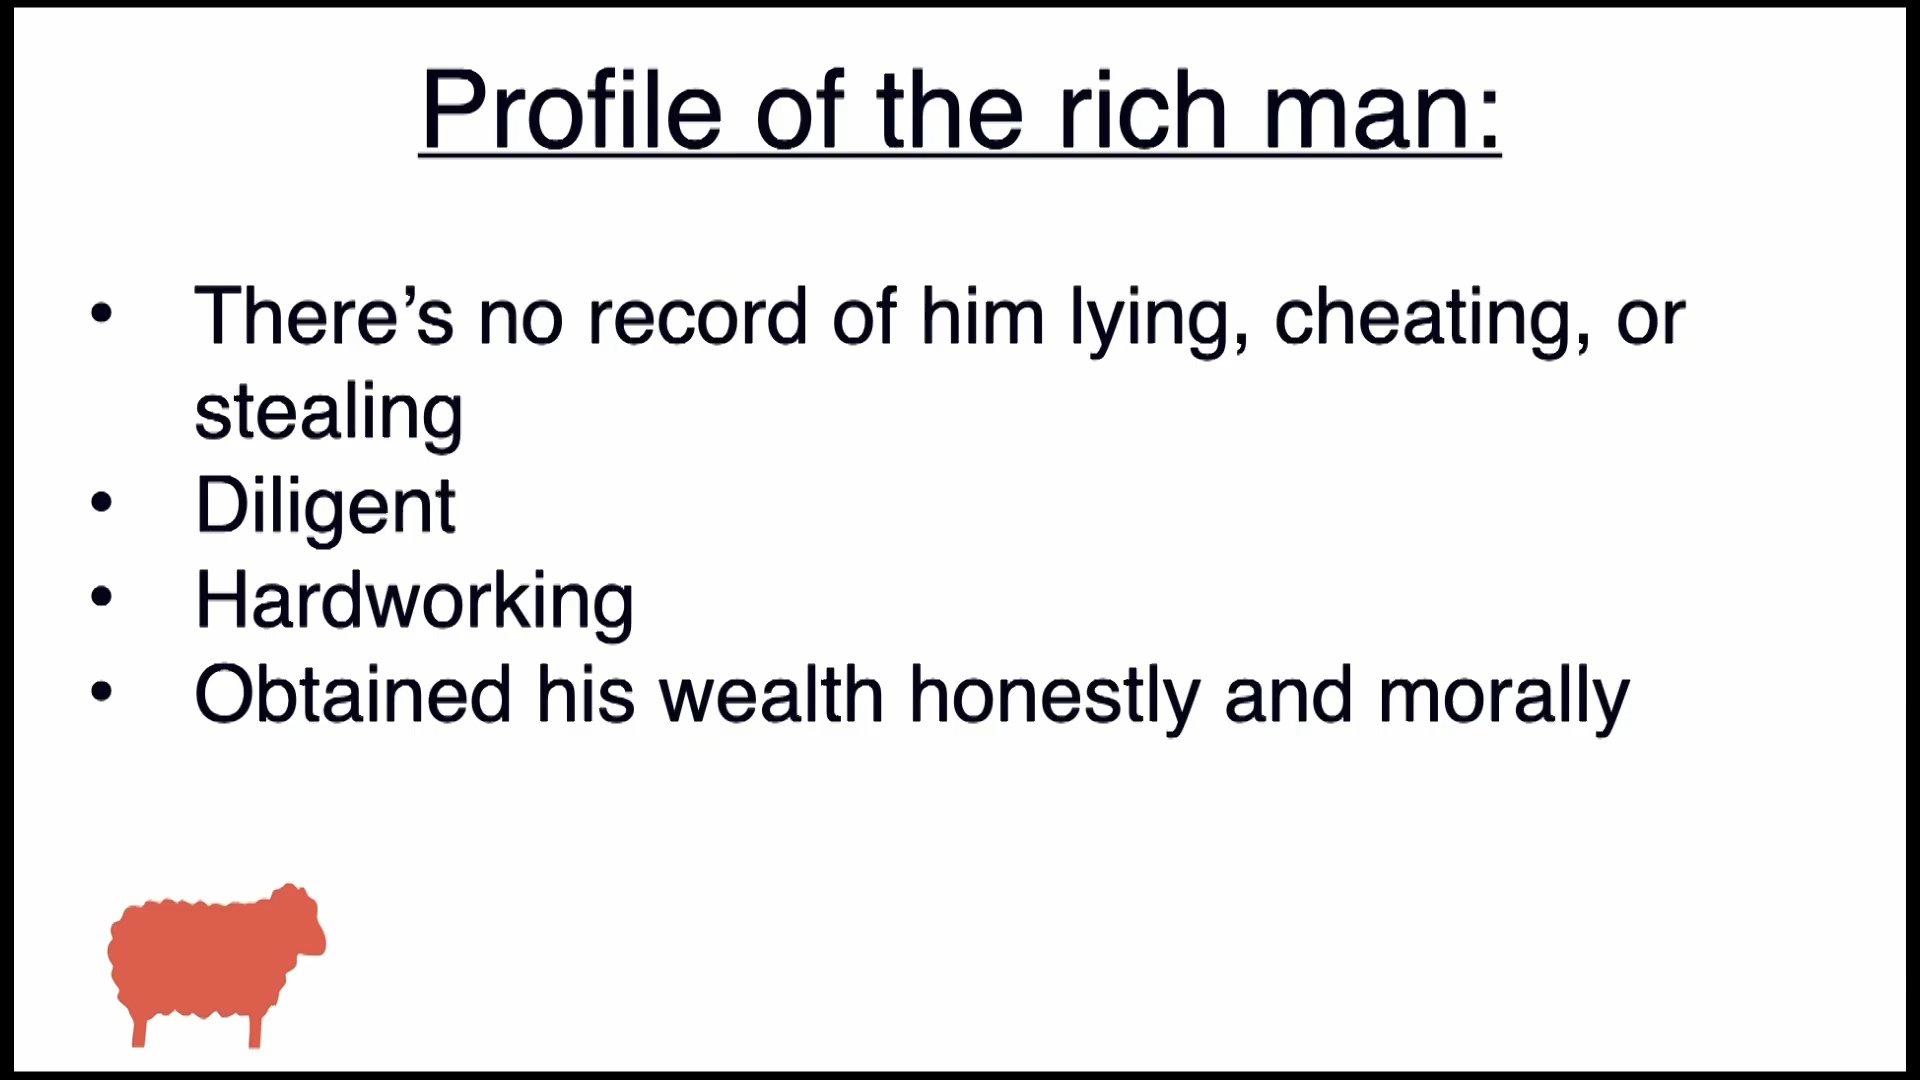 Profile of the rich man:
• There’s no record of him lying, cheating, or
stealing
• Diligent
• Hardworking
• Obtained his wealth honestly and morally